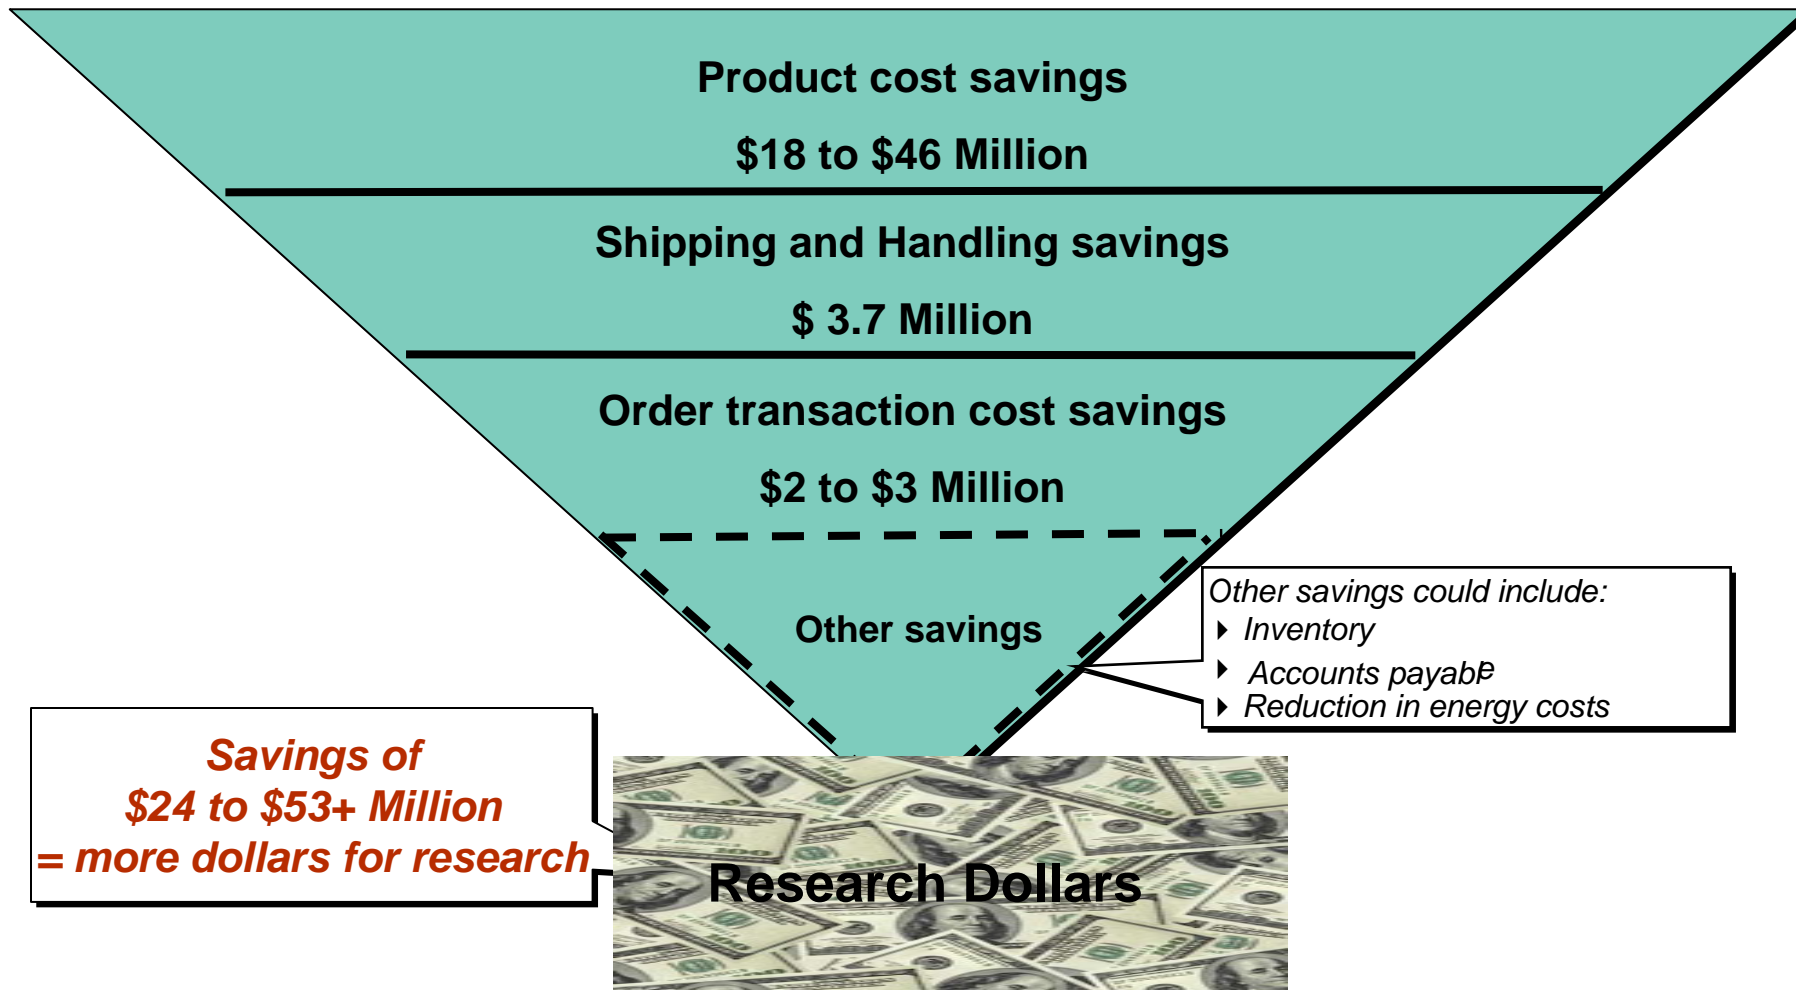 Product cost savings
$18 to $46 Million
Shipping and Handling savings
$ 3.7 Million
Order transaction cost savings
$2 to $3 Million
Other savings
Other savings could include:
Inventory
Accounts payable
Reduction in energy costs
Savings of
$24 to $53+ Million
= more dollars for research
Research Dollars